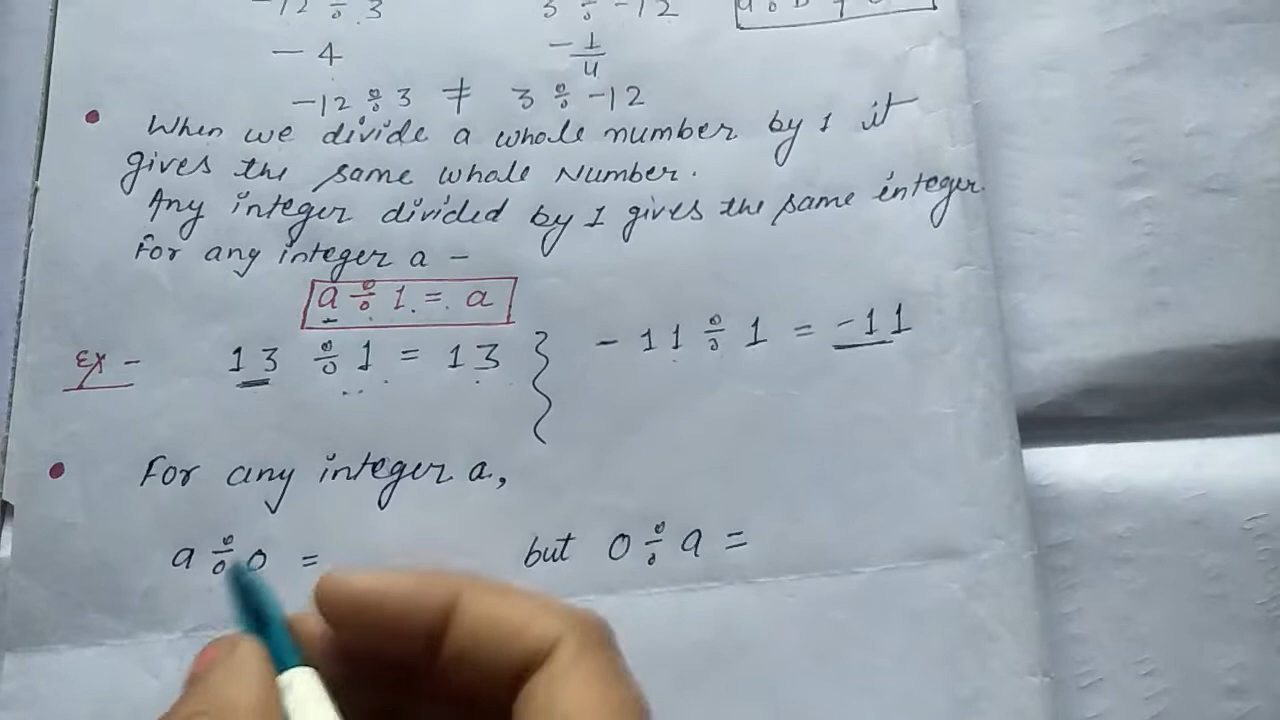 -12 ÷ 3 3 ÷ -12
- 4 - 1/4
-12 ÷ 3 ≠ 3 ÷ -12
• When we divide a whole number by 1 it
gives the same whole Number.
Any integer divided by 1 gives the same integer.
For any integer a -
a ÷ 1 = a
Ex - 13 ÷ 1 = 13 } - 11 ÷ 1 = -11
• For any integer a,
a ÷ 0 = but 0 ÷ a =